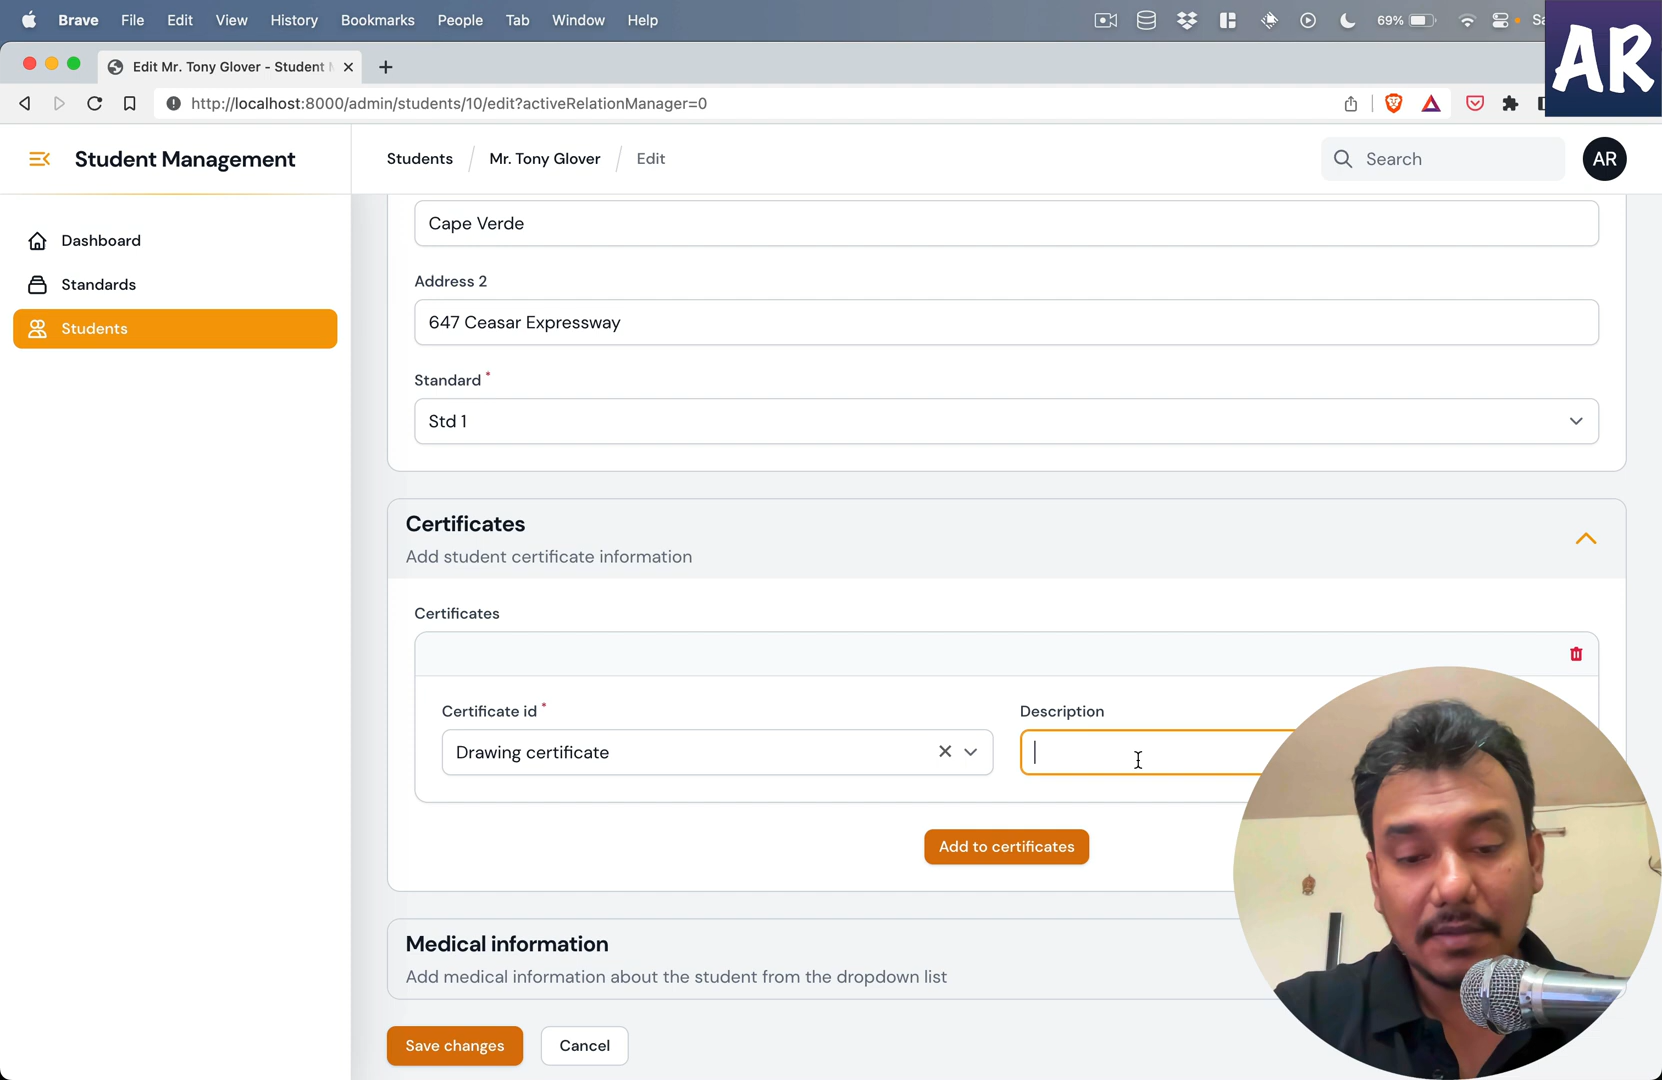 Brave File Edit View History Bookmarks People Tab Window Help 69%
AR
Edit Mr. Tony Glover - Student
http://localhost:8000/admin/students/10/edit?activeRelationManager=0
Student Management
Students Mr. Tony Glover Edit
Search
AR
Dashboard
Standards
Students
Cape Verde
Address 2
647 Ceasar Expressway
Standard *
Std 1
Certificates
Add student certificate information
Certificates
Certificate id *
Description
Drawing certificate
Add to certificates
Medical information
Add medical information about the student from the dropdown list
Save changes
Cancel